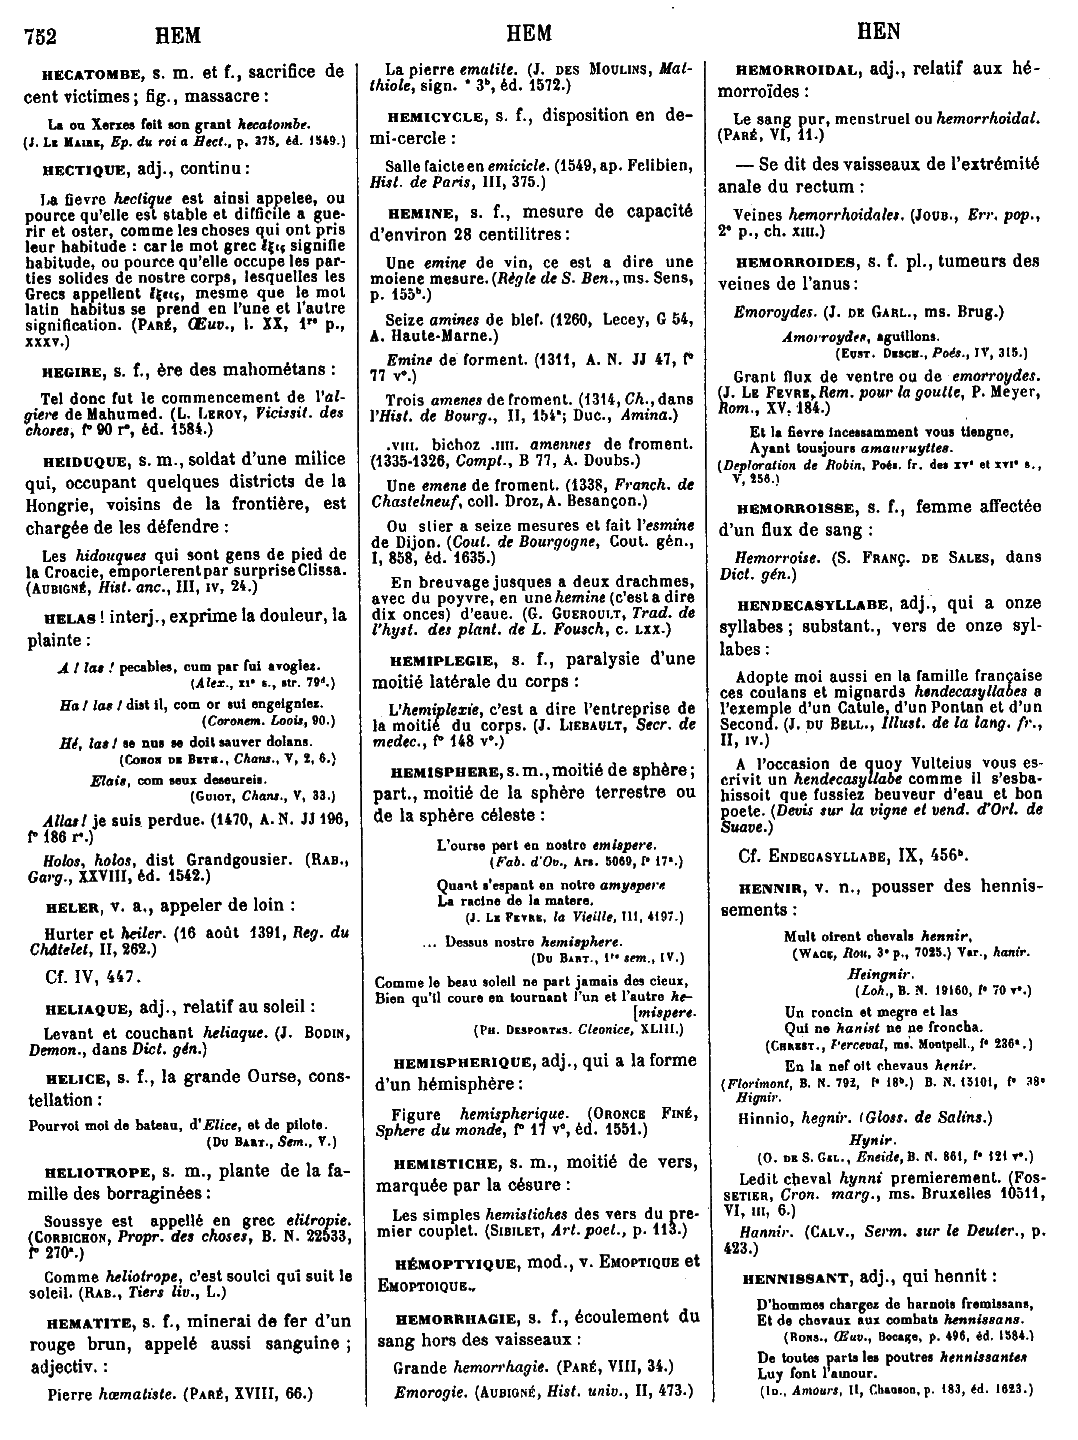 752 HEM
HEM
HEN
HECATOMBE, s. m. et f., sacrifice de
cent victimes ; fig., massacre :
La ou Xerxes feit son grant hecatombe.
(J. LE MAIRE, Ep. du roi a Hect., p. 275, éd. 1549.)
HECTIQUE, adj., continu :
La fievre hectique est ainsi appelee, ou
pource qu'elle est stable et difficile a gue-
rir et oster, comme les choses qui ont pris
leur habitude : car le mot grec ἕξις signifie
habitude, ou pource qu'elle occupe les par-
ties solides de nostre corps, lesquelles les
Grecs appellent ἕξεις, mesme que le mot
latin habitus se prend en l'une et l'autre
signification. (PARÉ, Œuv., l. XX, 1re p.,
XXXV.)
HEGIRE, s. f., ère des mahométans :
Tel donc fut le commencement de l'al-
giere de Mahumed. (L. LEROY, Vicissit. des
choses, f° 90 r°, éd. 1584.)
HEIDUQUE, s. m., soldat d'une milice
qui, occupant quelques districts de la
Hongrie, voisins de la frontière, est
chargée de les défendre :
Les hidouques qui sont gens de pied de
la Croacie, emporterent par surprise Clissa.
(AUBIGNÉ, Hist. anc., III, IV, 24.)
HELAS ! interj., exprime la douleur, la
plainte :
A ! las ! pecables, cum par fui avoglez.
(Alex., XIe s., str. 79d.)
Ha ! las ! dist il, com or sui engeigniez.
(Coronem. Loois, 90.)
Hé, las ! se nus se doit sauver dolans.
(CONON DE BETH., Chans., V, 2, 6.)
Elais, com seux deseureis.
(GUIOT, Chans., V, 33.)
Allas ! je suis perdue. (1470, A. N. JJ 196,
f° 186 r°.)
Holos, holos, dist Grandgousier. (RAB.,
Garg., XXVIII, éd. 1542.)
HELER, v. a., appeler de loin :
Hurter et heiler. (16 août 1391, Reg. du
Châtelet, II, 262.)
Cf. IV, 447.
HELIAQUE, adj., relatif au soleil :
Levant et couchant heliaque. (J. BODIN,
Demon., dans Dict. gén.)
HELICE, s. f., la grande Ourse, cons-
tellation :
Pourvoi moi de bateau, d'Elice, et de pilote.
(DU BART., Sem., V.)
HELIOTROPE, s. m., plante de la fa-
mille des borraginées :
Soussye est appellé en grec elitropie.
(CORBICHON, Propr. des choses, B. N. 22533,
f° 270a.)
Comme heliotrope, c'est soulci qui suit le
soleil. (RAB., Tiers liv., L.)
HEMATITE, s. f., minerai de fer d'un
rouge brun, appelé aussi sanguine ;
adjectiv. :
Pierre hæmatiste. (PARÉ, XVIII, 66.)
La pierre ematite. (J. DES MOULINS, Mat-
thiole, sign. * 3b, éd. 1572.)
HEMICYCLE, s. f., disposition en de-
mi-cercle :
Salle faicte en emicicle. (1549, ap. Felibien,
Hist. de Paris, III, 375.)
HEMINE, s. f., mesure de capacité
d'environ 28 centilitres :
Une emine de vin, ce est a dire une
moiene mesure. (Règle de S. Ben., ms. Sens,
p. 155b.)
Seize amines de blef. (1260, Lecey, G 54,
A. Haute-Marne.)
Emine de forment. (1311, A. N. JJ 47, f°
77 v°.)
Trois amenes de froment. (1314, Ch., dans
l'Hist. de Bourg., II, 154a; Duc., Amina.)
.VIII. bichoz .IIII. amennes de froment.
(1335-1326, Compt., B 77, A. Doubs.)
Une emene de froment. (1338, Franch. de
Chastelneuf, coll. Droz, A. Besançon.)
Ou stier a seize mesures et fait l'esmine
de Dijon. (Cout. de Bourgogne, Cout. gén.,
I, 858, éd. 1635.)
En breuvage jusques a deux drachmes,
avec du poyvre, en une hemine (c'est a dire
dix onces) d'eaue. (G. GUEROULT, Trad. de
l'hyst. des plant. de L. Fousch, c. LXX.)
HEMIPLEGIE, s. f., paralysie d'une
moitié latérale du corps :
L'hemiplexie, c'est a dire l'entreprise de
la moitié du corps. (J. LIEBAULT, Secr. de
medec., f° 148 v°.)
HEMISPHERE, s. m., moitié de sphère ;
part., moitié de la sphère terrestre ou
de la sphère céleste :
L'ourse pert en nostro emispere.
(Fab. d'Ov., Ars. 5069, f° 17a.)
Quant s'espant en notre amyspere
La racine de la matere.
(J. LE FEVRE, la Vieille, III, 4197.)
... Dessus nostre hemisphere.
(DU BART., 1re sem., IV.)
Comme le beau soleil ne part jamais des cieux,
Bien qu'il coure en tournant l'un et l'autre he-
[mispere.
(PH. DESPORTES. Cleonice, XLIII.)
HEMISPHERIQUE, adj., qui a la forme
d'un hémisphère :
Figure hemispherique. (ORONCE FINÉ,
Sphere du monde, f° 17 v°, éd. 1551.)
HEMISTICHE, s. m., moitié de vers,
marquée par la césure :
Les simples hemistiches des vers du pre-
mier couplet. (SIBILET, Art. poet., p. 113.)
HÉMOPTYIQUE, mod., v. EMOPTIQUE et
EMOPTOIQUE.
HEMORRHAGIE, s. f., écoulement du
sang hors des vaisseaux :
Grande hemorrhagie. (PARÉ, VIII, 34.)
Emorogie. (AUBIGNÉ, Hist. univ., II, 473.)
HEMORROIDAL, adj., relatif aux hé-
morroïdes :
Le sang pur, menstruel ou hemorrhoidal.
(PARÉ, VI, 11.)
— Se dit des vaisseaux de l'extrémité
anale du rectum :
Veines hemorrhoidales. (JOUB., Err. pop.,
2e p., ch. XIII.)
HEMORROIDES, s. f. pl., tumeurs des
veines de l'anus :
Emoroydes. (J. DE GARL., ms. Brug.)
Amorroydes, aguillons.
(EUST. DESCH., Poés., IV, 315.)
Grant flux de ventre ou de emorroydes.
(J. LE FEVRE, Rem. pour la goutte, P. Meyer,
Rom., XV, 184.)
Et la fievre incessamment vous tiengne,
Ayant tousjours amauruyttes.
(Deploration de Robin, Poés. fr. des XVe et XVIe s.,
V, 256.)
HEMORROISSE, s. f., femme affectée
d'un flux de sang :
Hemorroise. (S. FRANÇ. DE SALES, dans
Dict. gén.)
HENDECASYLLABE, adj., qui a onze
syllabes ; substant., vers de onze syl-
labes :
Adopte moi aussi en la famille française
ces coulans et mignards hendecasyllabes a
l'exemple d'un Catule, d'un Pontan et d'un
Second. (J. DU BELL., Illust. de la lang. fr.,
II, IV.)
A l'occasion de quoy Vulteius vous es-
crivit un hendecasyllabe comme il s'esba-
hissoit que fussiez beuveur d'eau et bon
poete. (Devis sur la vigne et vend. d'Orl. de
Suave.)
Cf. ENDECASYLLABE, IX, 456b.
HENNIR, v. n., pousser des hennis-
sements :
Mult oirent chevals hennir,
(WACE, Rou, 3e p., 7025.) Var., hanir.
Heingnir.
(Loh., B. N. 19160, f° 70 v°.)
Un roncin et megre et las
Qui ne hanist ne ne froncha.
(CHREST., Perceval, ms. Montpell., f° 236a.)
En la nef oit chevaus henir.
(Florimont, B. N. 792, f° 18b.) B. N. 15101, f° 38c
Hignir.
Hinnio, hegnir. (Gloss. de Salins.)
Hynir.
(O. DE S. GEL., Eneide, B. N. 861, f° 121 v°.)
Ledit cheval hynni premierement. (FOS-
SETIER, Cron. marg., ms. Bruxelles 10511,
VI, III, 6.)
Hannir. (CALV., Serm. sur le Deuter., p.
423.)
HENNISSANT, adj., qui hennit :
D'hommes chargez de harnois fremissans,
Et de chevaux aux combats hennissans.
(RONS., Œuv., Bocage, p. 496, éd. 1584.)
De toutes parts les poutres hennissantes
Luy font l'amour.
(ID., Amours, II, Chanson, p. 183, éd. 1623.)